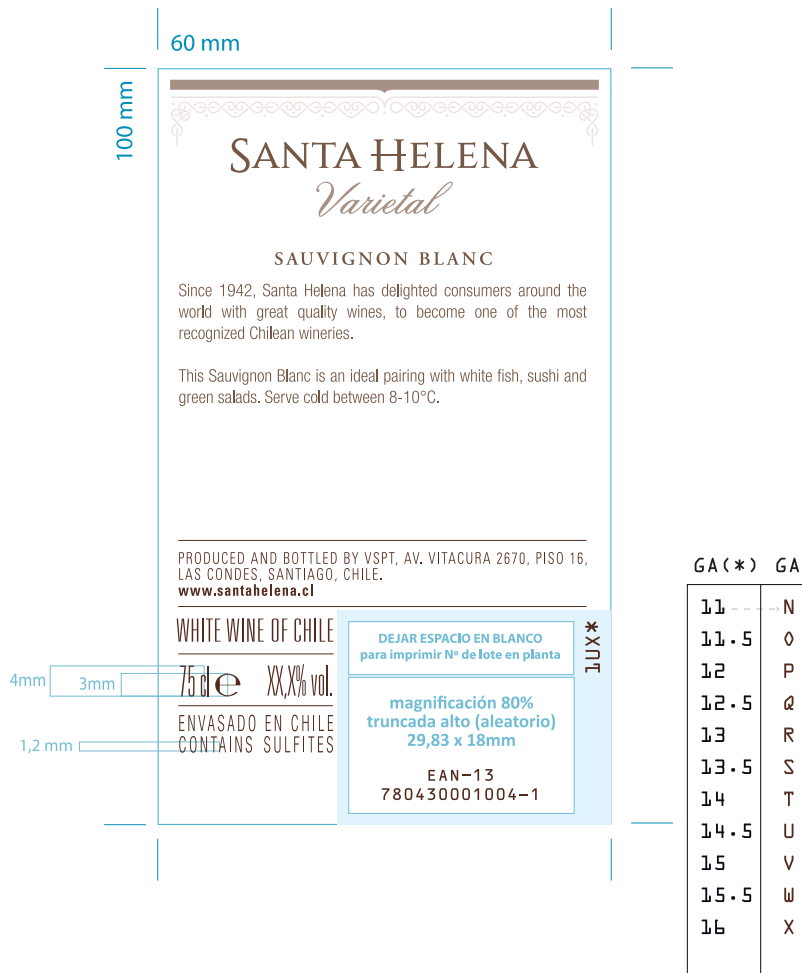 60 mm
100 mm
SANTA HELENA
Varietal
SAUVIGNON BLANC
Since 1942, Santa Helena has delighted consumers around the
world with great quality wines, to become one of the most
recognized Chilean wineries.
This Sauvignon Blanc is an ideal pairing with white fish, sushi and
green salads. Serve cold between 8-10°C.
PRODUCED AND BOTTLED BY VSPT, AV. VITACURA 2670, PISO 16,
LAS CONDES, SANTIAGO, CHILE.
www.santahelena.cl
WHITE WINE OF CHILE
4mm
3mm
75 cl e XX,X% vol.
1,2 mm
ENVASADO EN CHILE
CONTAINS SULFITES
DEJAR ESPACIO EN BLANCO
para imprimir Nº de lote en planta
1UX*
magnificación 80%
truncada alto (aleatorio)
29,83 x 18mm
EAN-13
780430001004-1
GA(*) GA
11 N
11.5 O
12 P
12.5 Q
13 R
13.5 S
14 T
14.5 U
15 V
15.5 W
16 X